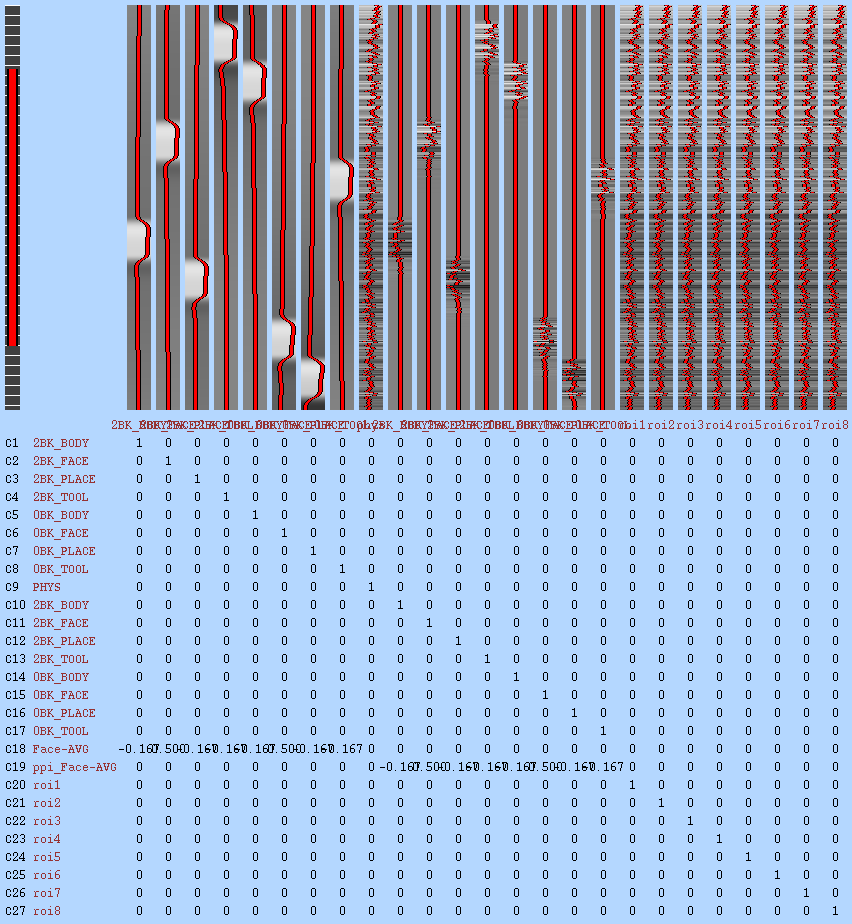 roi2 roi3 roi4 roi5 roi6 roi7 roi8
C1 2BK_BODY 1 0 0 0 0 0 0 0 0 0 0 0 0 0 0 0 0 0 0 0 0 0 0 0 0
C2 2BK_FACE 0 1 0 0 0 0 0 0 0 0 0 0 0 0 0 0 0 0 0 0 0 0 0 0 0
C3 2BK_PLACE 0 0 1 0 0 0 0 0 0 0 0 0 0 0 0 0 0 0 0 0 0 0 0 0 0
C4 2BK_TOOL 0 0 0 1 0 0 0 0 0 0 0 0 0 0 0 0 0 0 0 0 0 0 0 0 0
C5 0BK_BODY 0 0 0 0 1 0 0 0 0 0 0 0 0 0 0 0 0 0 0 0 0 0 0 0 0
C6 0BK_FACE 0 0 0 0 0 1 0 0 0 0 0 0 0 0 0 0 0 0 0 0 0 0 0 0 0
C7 0BK_PLACE 0 0 0 0 0 0 1 0 0 0 0 0 0 0 0 0 0 0 0 0 0 0 0 0 0
C8 0BK_TOOL 0 0 0 0 0 0 0 1 0 0 0 0 0 0 0 0 0 0 0 0 0 0 0 0 0
C9 PHYS 0 0 0 0 0 0 0 0 1 0 0 0 0 0 0 0 0 0 0 0 0 0 0 0 0
C10 2BK_BODY 0 0 0 0 0 0 0 0 0 1 0 0 0 0 0 0 0 0 0 0 0 0 0 0 0
C11 2BK_FACE 0 0 0 0 0 0 0 0 0 0 1 0 0 0 0 0 0 0 0 0 0 0 0 0 0
C12 2BK_PLACE 0 0 0 0 0 0 0 0 0 0 0 1 0 0 0 0 0 0 0 0 0 0 0 0 0
C13 2BK_TOOL 0 0 0 0 0 0 0 0 0 0 0 0 1 0 0 0 0 0 0 0 0 0 0 0 0
C14 0BK_BODY 0 0 0 0 0 0 0 0 0 0 0 0 0 1 0 0 0 0 0 0 0 0 0 0 0
C15 0BK_FACE 0 0 0 0 0 0 0 0 0 0 0 0 0 0 1 0 0 0 0 0 0 0 0 0 0
C16 0BK_PLACE 0 0 0 0 0 0 0 0 0 0 0 0 0 0 0 1 0 0 0 0 0 0 0 0 0
C17 0BK_TOOL 0 0 0 0 0 0 0 0 0 0 0 0 0 0 0 0 1 0 0 0 0 0 0 0 0
C18 Face-AVG -0.167 0.500 -0.167 -0.167 -0.167 0.500 -0.167 -0.167 0 0 0 0 0 0 0 0 0 0 0 0 0 0 0 0 0
C19 ppi_Face-AVG 0 0 0 0 0 0 0 0 0 -0.167 0.500 -0.167 -0.167 -0.167 0.500 -0.167 -0.167 0 0 0 0 0 0 0 0
C20 roi1 0 0 0 0 0 0 0 0 0 0 0 0 0 0 0 0 0 1 0 0 0 0 0 0 0
C21 roi2 0 0 0 0 0 0 0 0 0 0 0 0 0 0 0 0 0 0 1 0 0 0 0 0 0
C22 roi3 0 0 0 0 0 0 0 0 0 0 0 0 0 0 0 0 0 0 0 1 0 0 0 0 0
C23 roi4 0 0 0 0 0 0 0 0 0 0 0 0 0 0 0 0 0 0 0 0 1 0 0 0 0
C24 roi5 0 0 0 0 0 0 0 0 0 0 0 0 0 0 0 0 0 0 0 0 0 1 0 0 0
C25 roi6 0 0 0 0 0 0 0 0 0 0 0 0 0 0 0 0 0 0 0 0 0 0 1 0 0
C26 roi7 0 0 0 0 0 0 0 0 0 0 0 0 0 0 0 0 0 0 0 0 0 0 0 1 0
C27 roi8 0 0 0 0 0 0 0 0 0 0 0 0 0 0 0 0 0 0 0 0 0 0 0 0 1